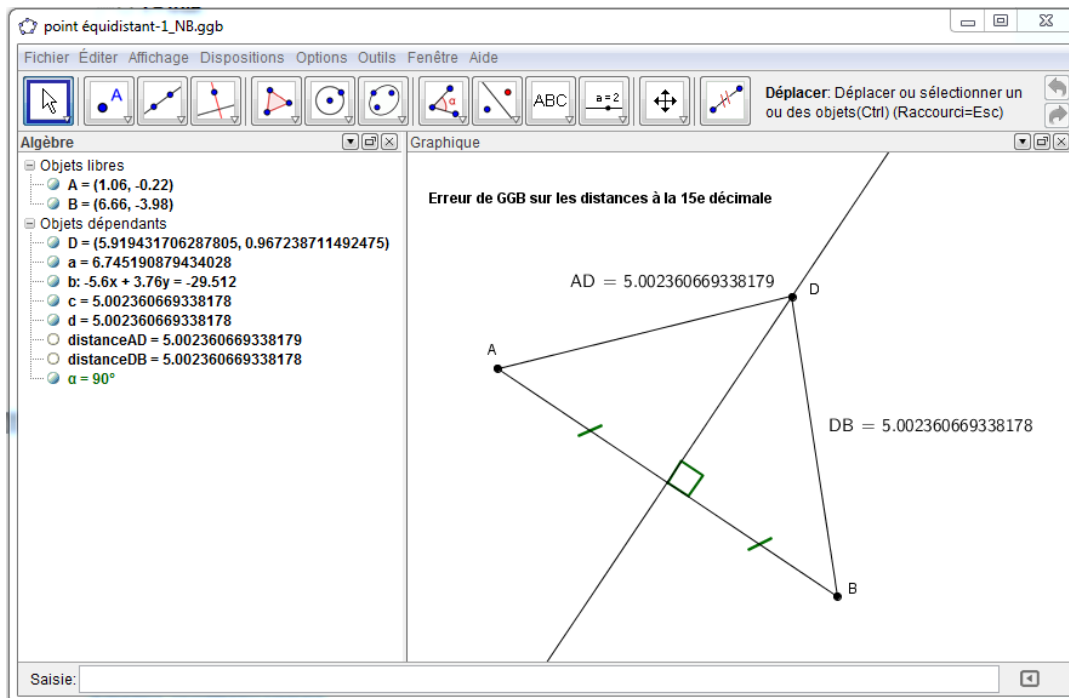 point équidistant-1_NB.ggb
Fichier Éditer Affichage Dispositions Options Outils Fenêtre Aide
A
α
ABC
a=2
Déplacer: Déplacer ou sélectionner un
ou des objets(Ctrl) (Raccourci=Esc)
Algèbre
Graphique
Objets libres
A = (1.06, -0.22)
B = (6.66, -3.98)
Objets dépendants
D = (5.919431706287805, 0.967238711492475)
a = 6.745190879434028
b: -5.6x + 3.76y = -29.512
c = 5.002360669338178
d = 5.002360669338178
distanceAD = 5.002360669338179
distanceDB = 5.002360669338178
α = 90°
Erreur de GGB sur les distances à la 15e décimale
AD = 5.002360669338179
D
A
DB = 5.002360669338178
B
Saisie: